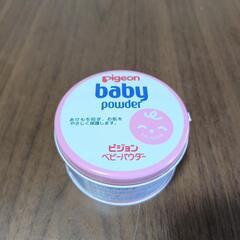 pigeon
baby
powder
あせもを防ぎ、お肌を
やさしく保護します。
ピジョン
ベビーパウダー